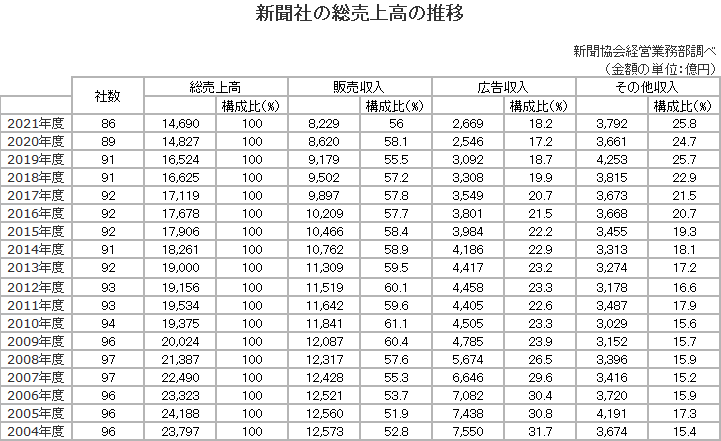 新聞社の総売上高の推移
新聞協会経営業務部調べ
（金額の単位：億円）
社数 総売上高 販売収入 広告収入 その他収入
構成比(%) 構成比(%) 構成比(%) 構成比(%)
2021年度 86 14,690 100 8,229 56 2,669 18.2 3,792 25.8
2020年度 89 14,827 100 8,620 58.1 2,546 17.2 3,661 24.7
2019年度 91 16,524 100 9,179 55.5 3,092 18.7 4,253 25.7
2018年度 91 16,625 100 9,502 57.2 3,308 19.9 3,815 22.9
2017年度 92 17,119 100 9,897 57.8 3,549 20.7 3,673 21.5
2016年度 92 17,678 100 10,209 57.7 3,801 21.5 3,668 20.7
2015年度 92 17,906 100 10,466 58.4 3,984 22.2 3,455 19.3
2014年度 91 18,261 100 10,762 58.9 4,186 22.9 3,313 18.1
2013年度 92 19,000 100 11,309 59.5 4,417 23.2 3,274 17.2
2012年度 93 19,156 100 11,519 60.1 4,458 23.3 3,178 16.6
2011年度 93 19,534 100 11,642 59.6 4,405 22.6 3,487 17.9
2010年度 94 19,375 100 11,841 61.1 4,505 23.3 3,029 15.6
2009年度 96 20,024 100 12,087 60.4 4,785 23.9 3,152 15.7
2008年度 97 21,387 100 12,317 57.6 5,674 26.5 3,396 15.9
2007年度 97 22,490 100 12,428 55.3 6,646 29.6 3,416 15.2
2006年度 96 23,323 100 12,521 53.7 7,082 30.4 3,720 15.9
2005年度 96 24,188 100 12,560 51.9 7,438 30.8 4,191 17.3
2004年度 96 23,797 100 12,573 52.8 7,550 31.7 3,674 15.4